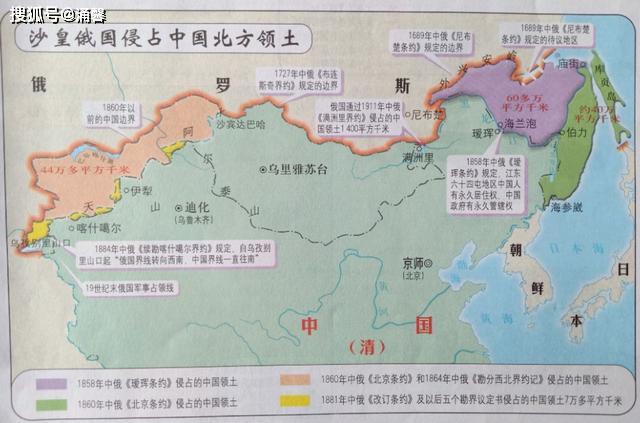 搜狐号@涌馨
沙皇俄国侵占中国北方领土
1689年中俄《尼布
楚条约》规定的边界
1689年中俄《尼布楚
条约》规定的待议地区
1727年中俄《布连
斯奇界约》规定的边界
1860年以
前的中国边界
俄国通过1911年中俄
《满洲里界约》侵占的中
国领土1400平方千米
俄
罗
斯
外
兴
安
岭
庙街
库
页
岛
60多万
平方千米
约40万
平方千米
尼布楚
海兰泡
瑷珲
伯力
满洲里
沙宾达巴哈
阿
尔
泰
山
44万多平方千米
乌里雅苏台
1858年中俄《瑷
珲条约》规定,江东
六十四屯地区中国人
有永久居住权,中国
政府有永久管辖权
伊犁
天
山
迪化
(乌鲁木齐)
喀什噶尔
乌孜别里山口
海参崴
1884年中俄《续勘喀什噶尔界约》规定,自乌孜别
里山口起“俄国界线转向西南,中国界线一直往南”
19世纪末俄国军事占领线
京师
(北京)
朝
鲜
日本海
日
本
黄
河
渤海
黄海
中国
(清)
1858年中俄《瑷珲条约》侵占的中国领土
1860年中俄《北京条约》和1864年中俄《勘分西北界约记》侵占的中国领土
1860年中俄《北京条约》侵占的中国领土
1881年中俄《改订条约》及以后五个勘界议定书侵占的中国领土7万多平方千米